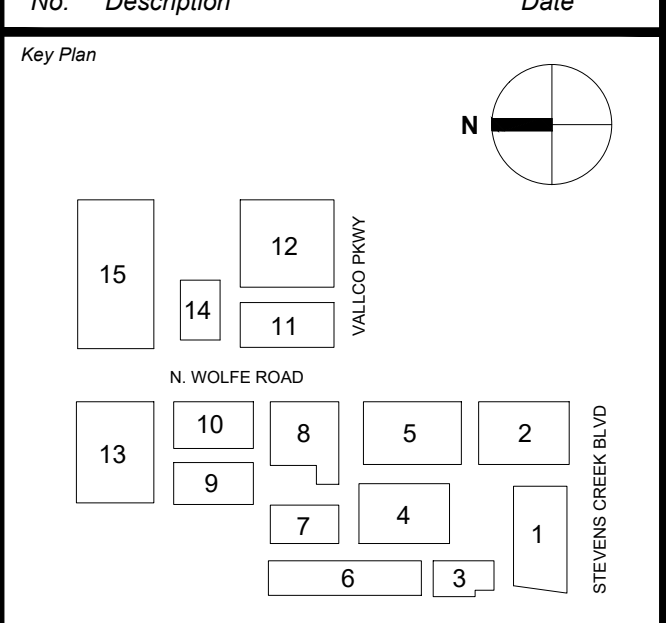 No. Description Date
Key Plan
N
VALLCO PKWY
12
15
14
11
N. WOLFE ROAD
10
8
5
2
13
9
STEVENS CREEK BLVD
7
4
1
6
3